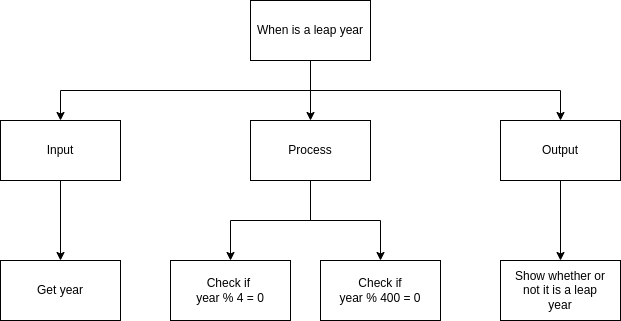 When is a leap year
Input
Process
Output
Get year
Check if
year % 4 = 0
Check if
year % 400 = 0
Show whether or
not it is a leap
year